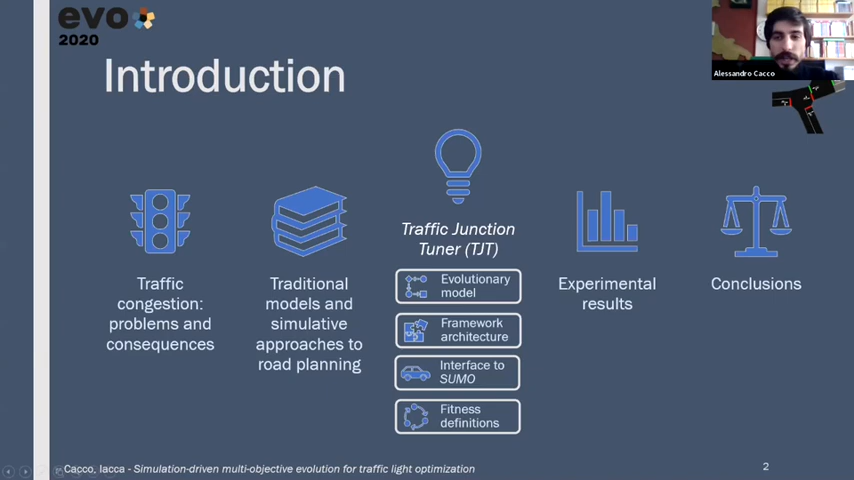 evo
2020
Alessandro Cacco
Introduction
Traffic
congestion:
problems and
consequences
Traditional
models and
simulative
approaches to
road planning
Traffic Junction
Tuner (TJT)
Evolutionary
model
Framework
architecture
Interface to
SUMO
Fitness
definitions
Experimental
results
Conclusions
Cacco, Iacca - Simulation-driven multi-objective evolution for traffic light optimization
2